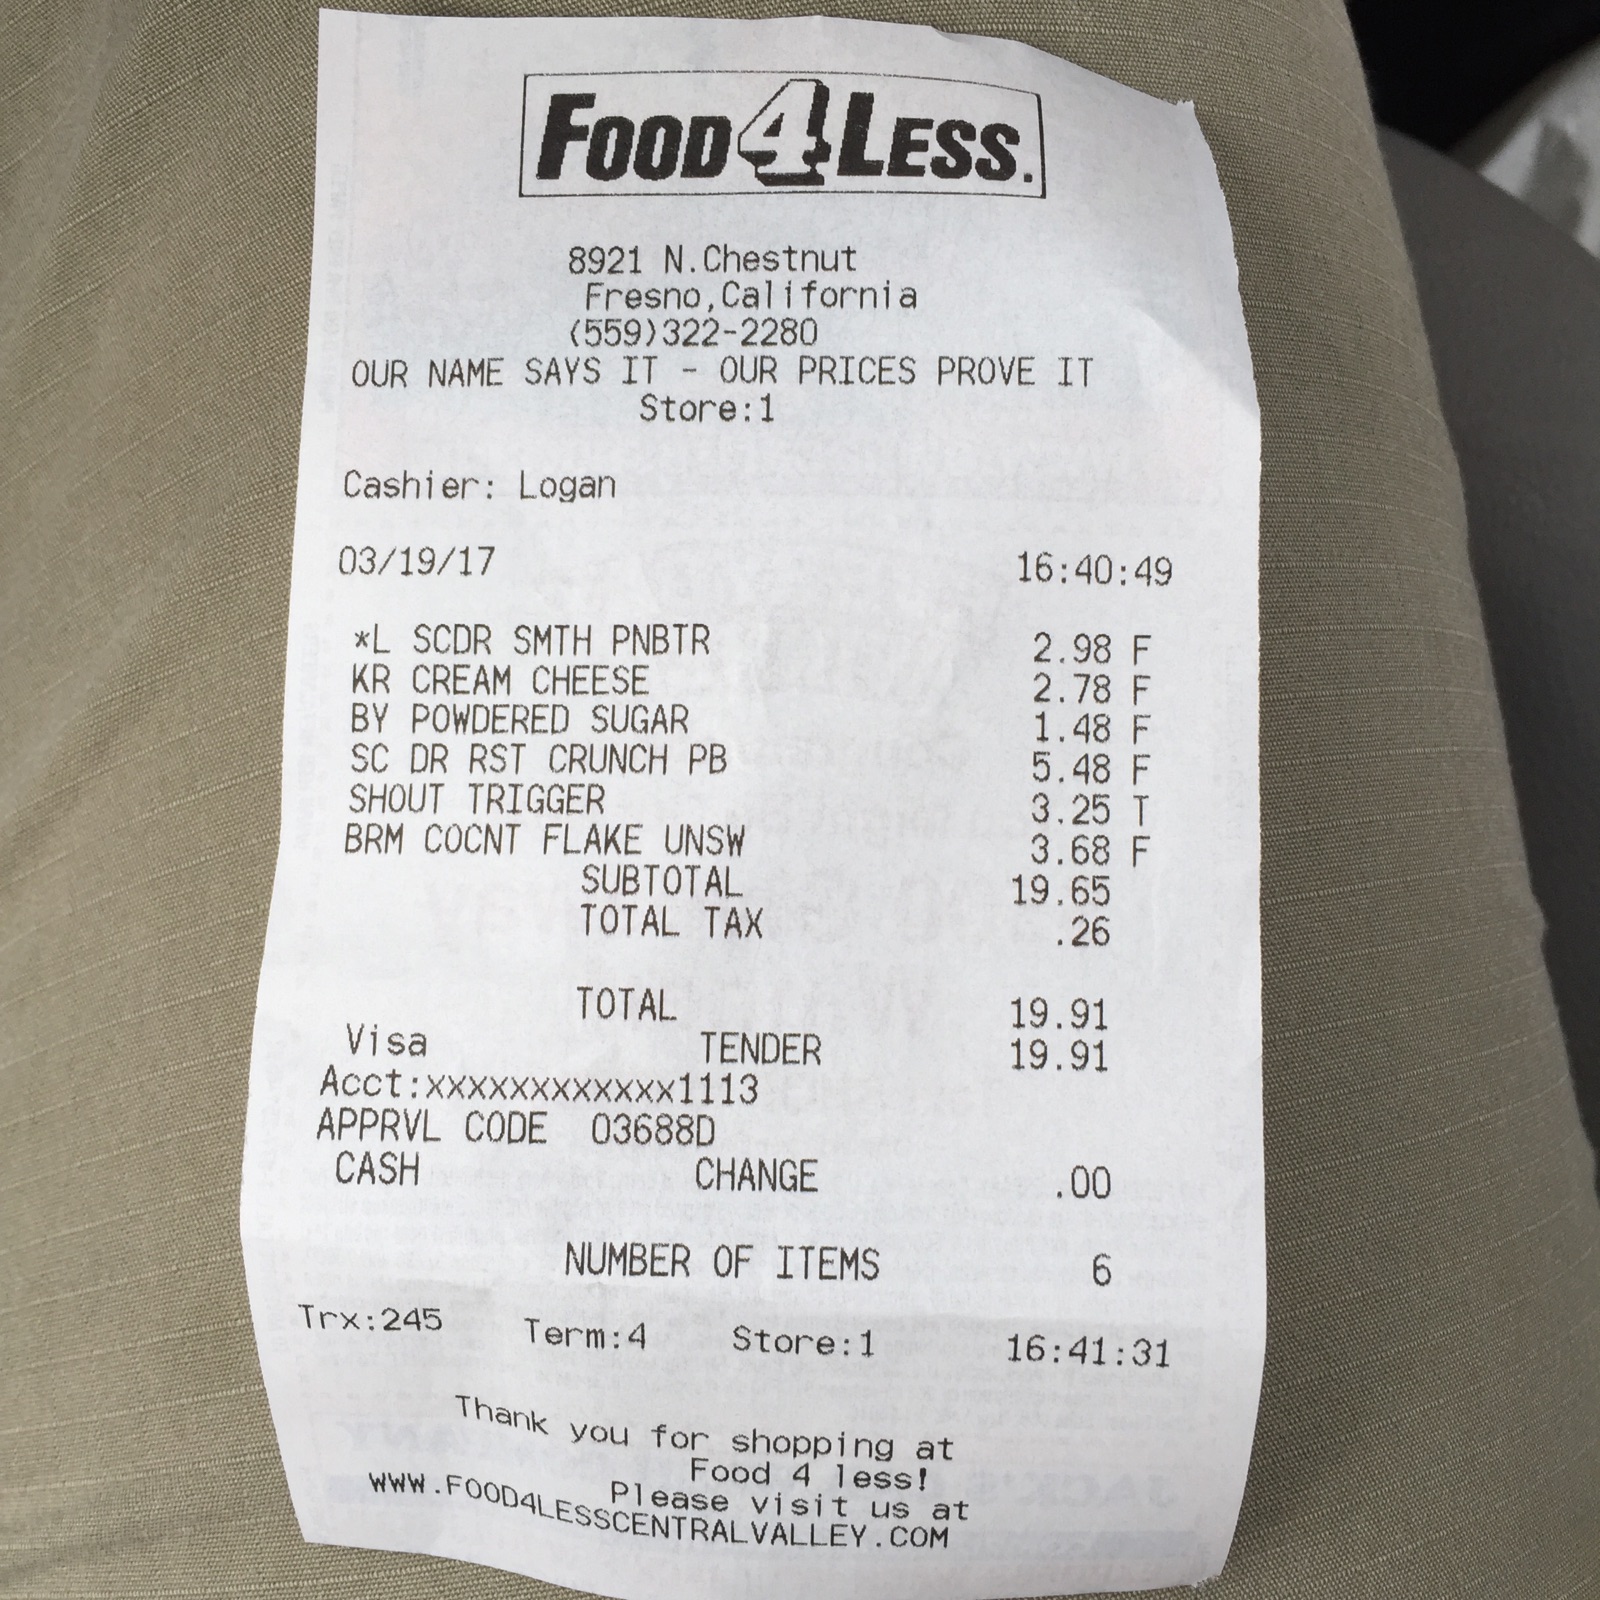 FOOD 4 LESS.
8921 N.Chestnut
Fresno,California
(559)322-2280
OUR NAME SAYS IT - OUR PRICES PROVE IT
Store:1
Cashier: Logan
03/19/17 16:40:49
*L SCDR SMTH PNBTR 2.98 F
KR CREAM CHEESE 2.78 F
BY POWDERED SUGAR 1.48 F
SC DR RST CRUNCH PB 5.48 F
SHOUT TRIGGER 3.25 T
BRM COCNT FLAKE UNSW 3.68 F
SUBTOTAL 19.65
TOTAL TAX .26
TOTAL 19.91
Visa TENDER 19.91
Acct:xxxxxxxxxxxx1113
APPRVL CODE 03688D
CASH CHANGE .00
NUMBER OF ITEMS 6
Trx:245 Term:4 Store:1 16:41:31
Thank you for shopping at
Food 4 less!
Please visit us at
WWW.FOOD4LESSCENTRALVALLEY.COM